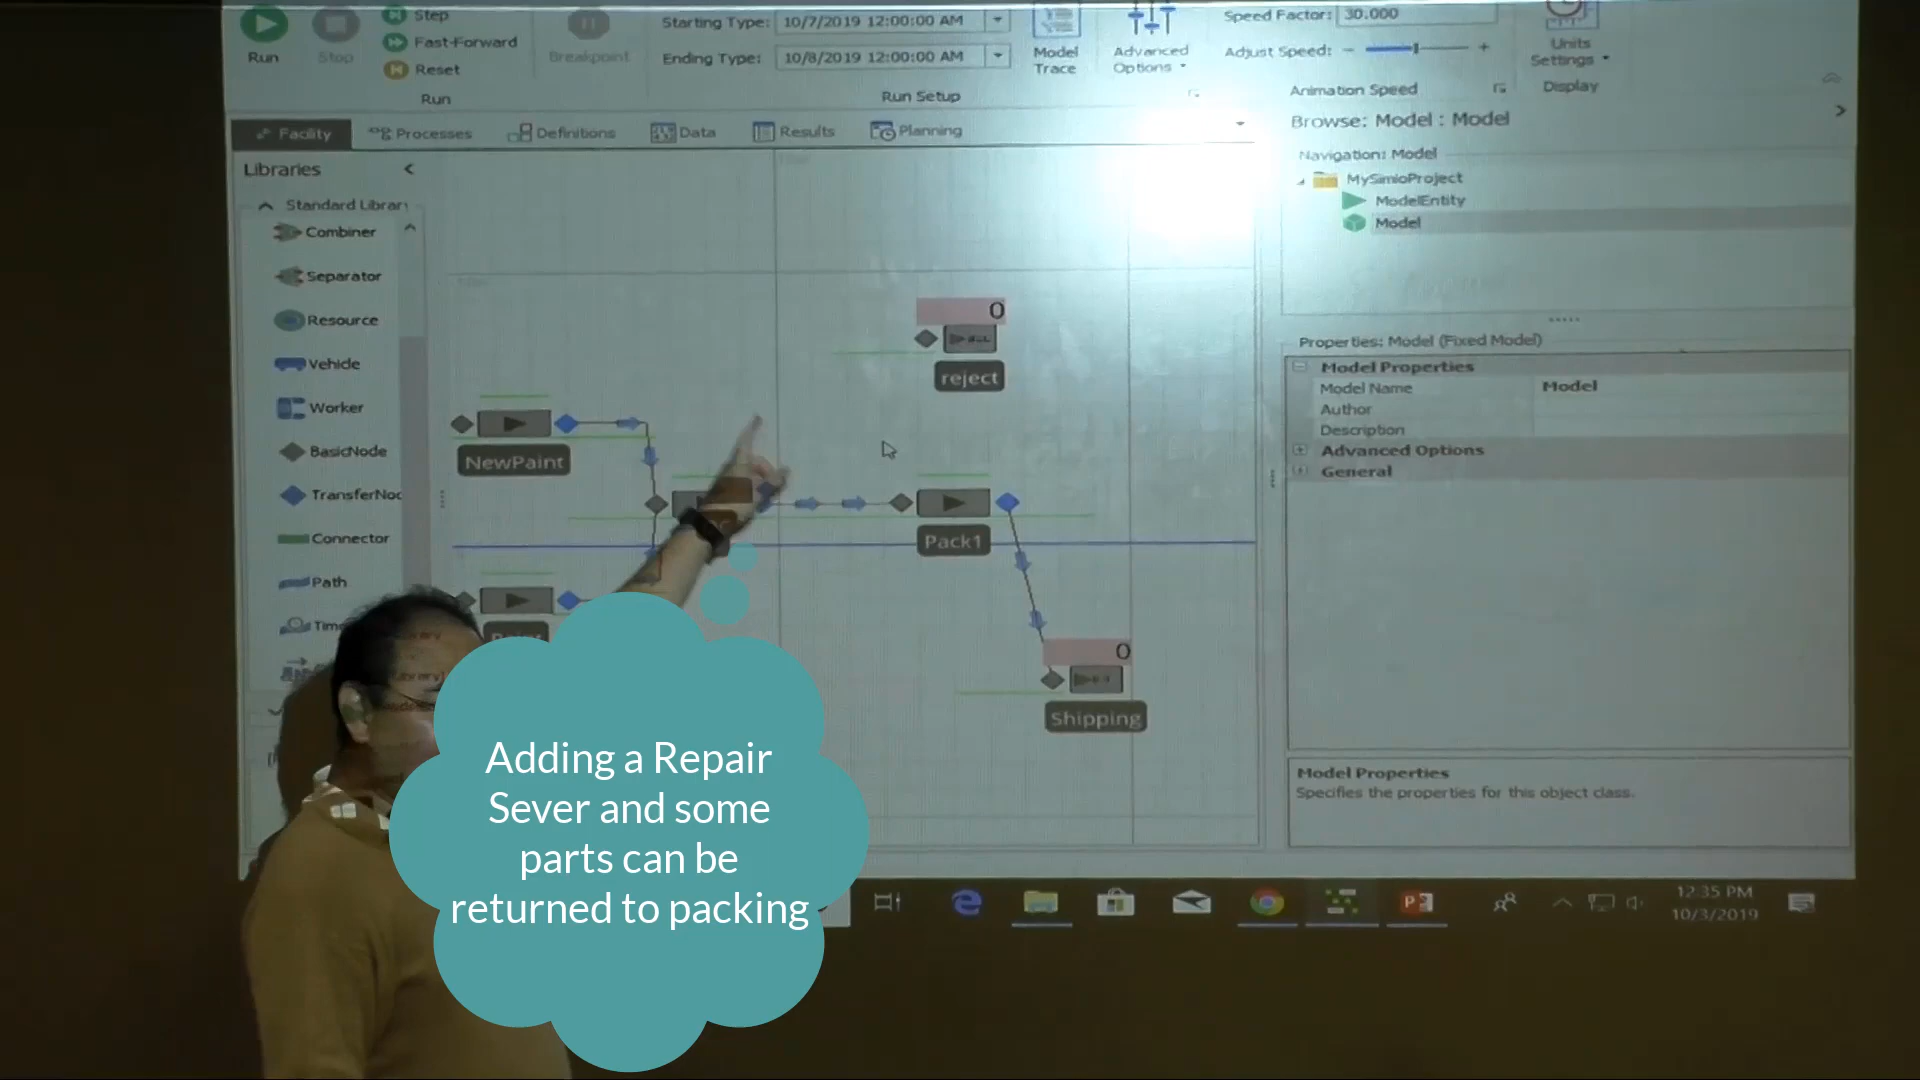 Run
Stop
Step
Fast-Forward
Reset
Run
Breakpoint
Starting Type: 10/7/2019 12:00:00 AM
Ending Type: 10/8/2019 12:00:00 AM
Run Setup
Model
Trace
Advanced
Options
Speed Factor: 30.000
Adjust Speed: - +
Animation Speed
Units
Settings
Display
Facility
Processes
Definitions
Data
Results
Planning
Browse: Model : Model
Navigation: Model
MySimioProject
ModelEntity
Model
Libraries
Standard Library
Combiner
Separator
Resource
Vehicle
Worker
BasicNode
TransferNod
Connector
Path
Time
0
reject
NewPaint
Pack1
0
Shipping
Properties: Model (Fixed Model)
Model Properties
Model Name Model
Author
Description
Advanced Options
General
Model Properties
Specifies the properties for this object class.
Adding a Repair
Sever and some
parts can be
returned to packing
12:35 PM
10/3/2019